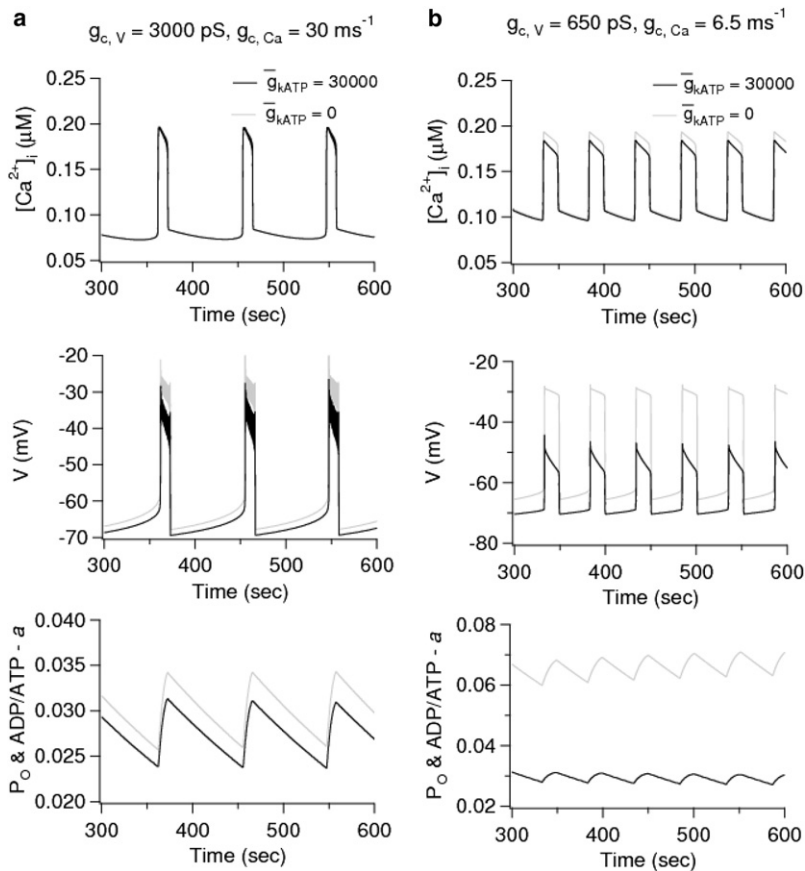 a
g_c, V = 3000 pS, g_c, Ca = 30 ms⁻¹
0.25
0.20
0.15
0.10
0.05
[Ca²⁺]ᵢ (μM)
g̅_kATP = 30000
g̅_kATP = 0
300 400 500 600
Time (sec)
-20
-30
-40
-50
-60
-70
V (mV)
300 400 500 600
Time (sec)
0.040
0.035
0.030
0.025
0.020
P_O & ADP/ATP - a
300 400 500 600
Time (sec)
b
g_c, V = 650 pS, g_c, Ca = 6.5 ms⁻¹
0.25
0.20
0.15
0.10
0.05
[Ca²⁺]ᵢ (μM)
g̅_kATP = 30000
g̅_kATP = 0
300 400 500 600
Time (sec)
-20
-40
-60
-80
V (mV)
300 400 500 600
Time (sec)
0.08
0.06
0.04
0.02
P_O & ADP/ATP - a
300 400 500 600
Time (sec)